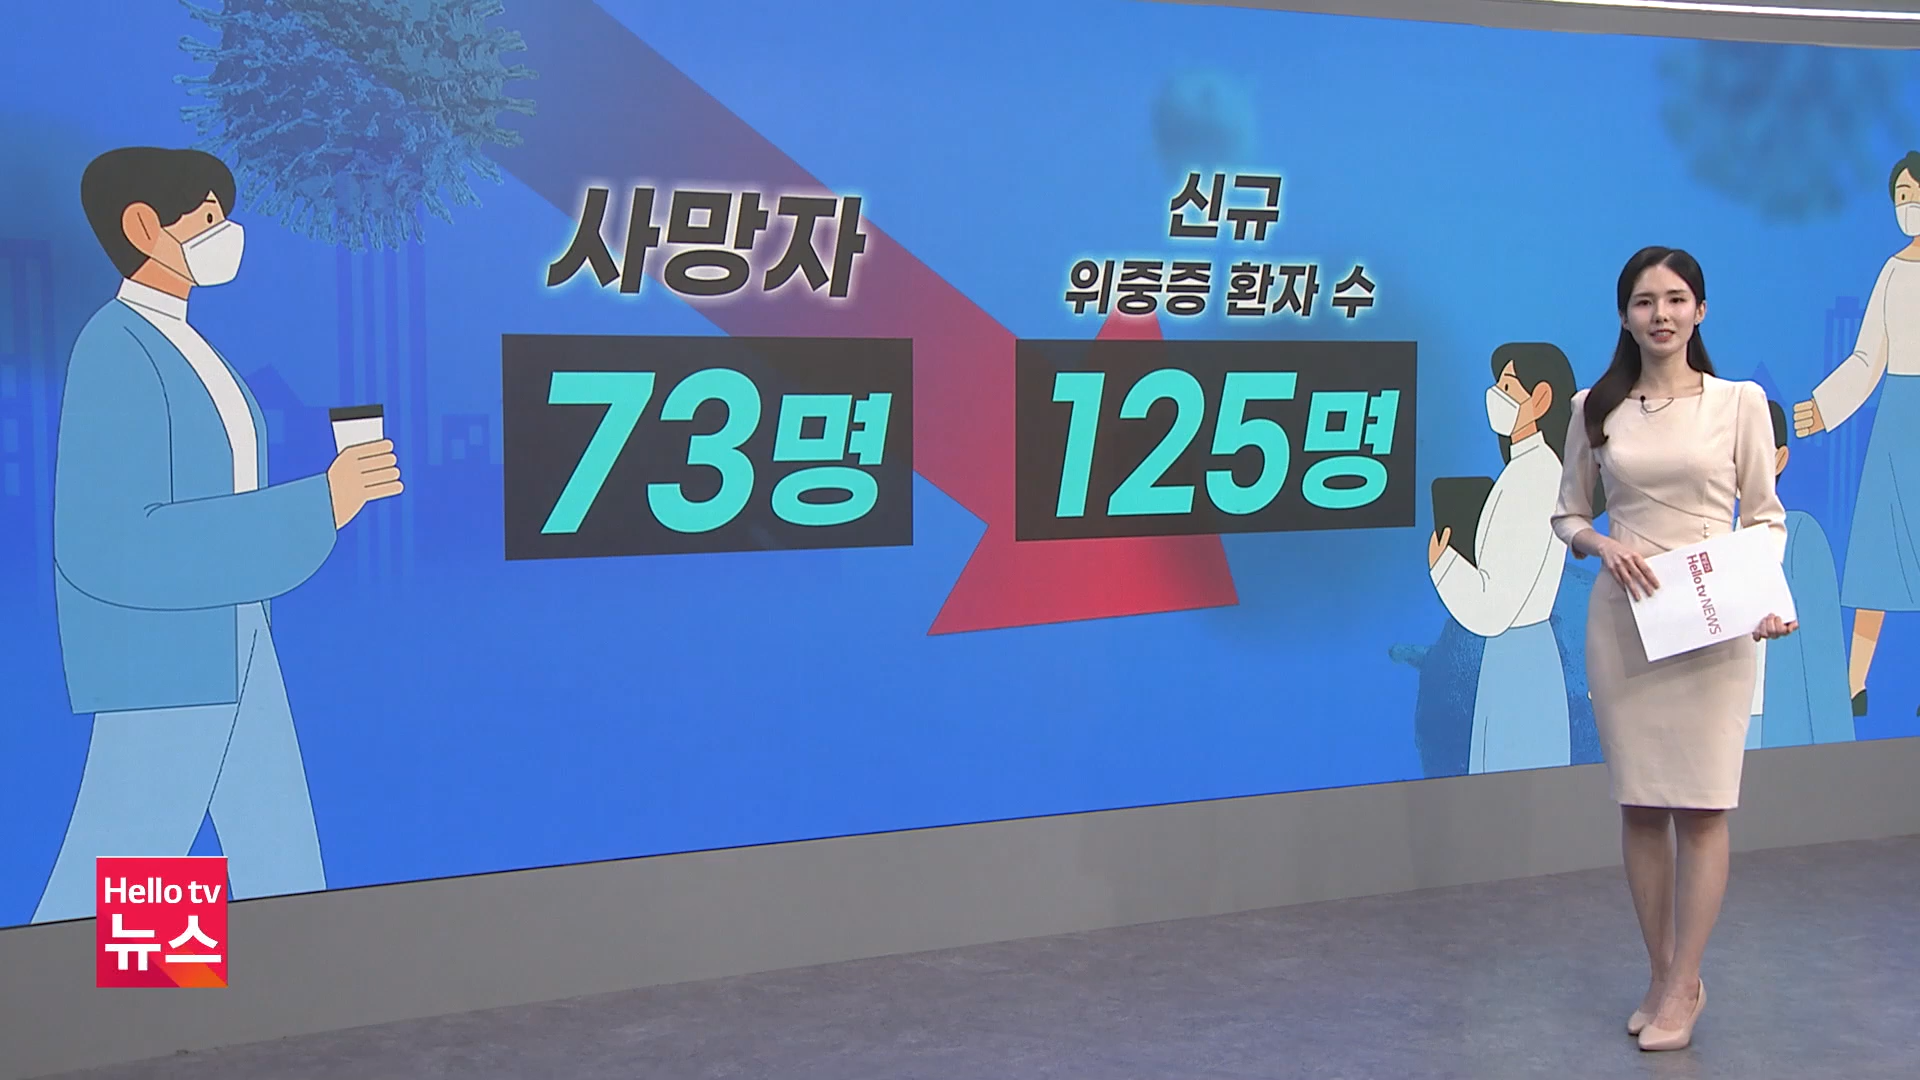 사망자
73명
신규
위중증 환자 수
125명
Hello tv NEWS
Hello tv
뉴스